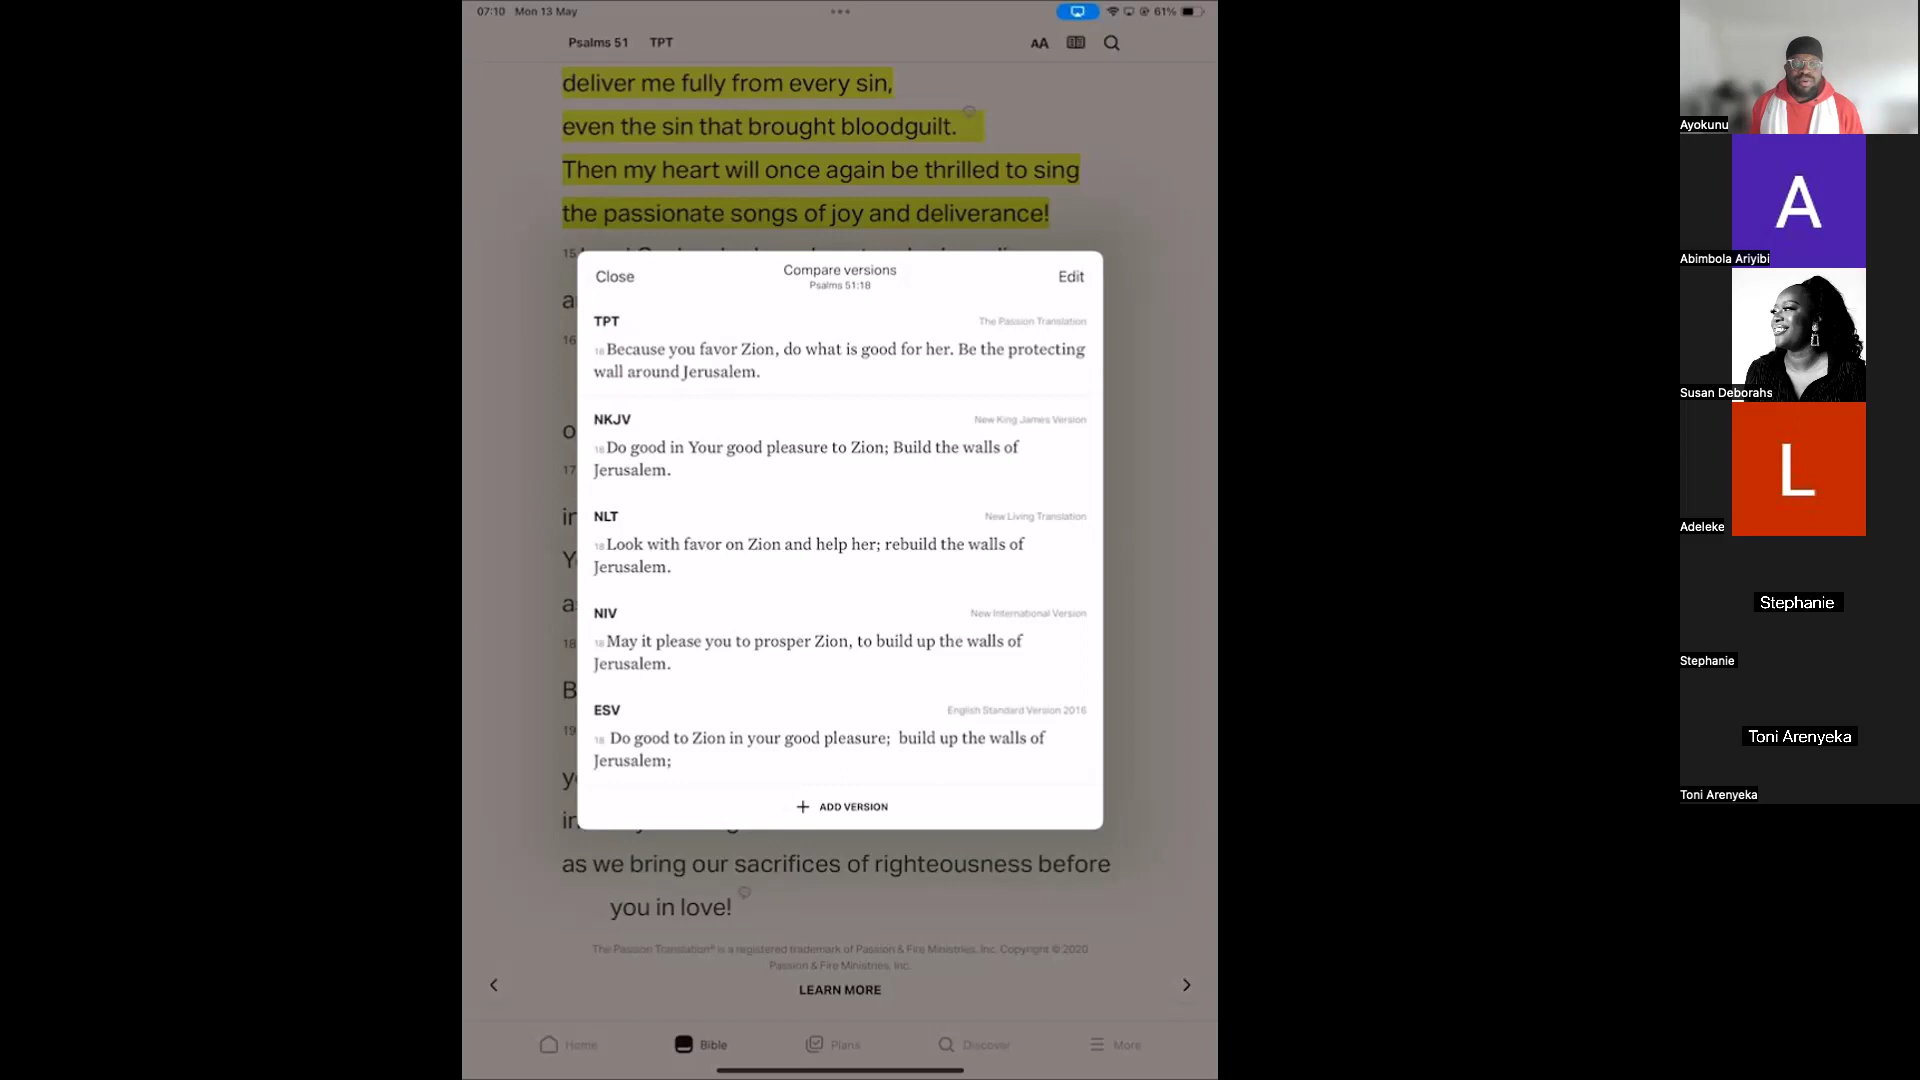 07:10 Mon 13 May
61%
Psalms 51 TPT
AA
deliver me fully from every sin,
even the sin that brought bloodguilt.
Then my heart will once again be thrilled to sing
the passionate songs of joy and deliverance!
15
16
17
18
19
Close
Compare versions
Edit
Psalms 51:18
TPT
The Passion Translation
18 Because you favor Zion, do what is good for her. Be the protecting
wall around Jerusalem.
NKJV
New King James Version
18 Do good in Your good pleasure to Zion; Build the walls of
Jerusalem.
NLT
New Living Translation
18 Look with favor on Zion and help her; rebuild the walls of
Jerusalem.
NIV
New International Version
18 May it please you to prosper Zion, to build up the walls of
Jerusalem.
ESV
English Standard Version 2016
18 Do good to Zion in your good pleasure; build up the walls of
Jerusalem;
+ ADD VERSION
as we bring our sacrifices of righteousness before
you in love!
The Passion Translation® is a registered trademark of Passion & Fire Ministries, Inc. Copyright © 2020
Passion & Fire Ministries, Inc.
LEARN MORE
Home
Bible
Plans
Discover
More
Ayokunu
A
Abimbola Ariyibi
Susan Deborahs
L
Adeleke
Stephanie
Stephanie
Toni Arenyeka
Toni Arenyeka